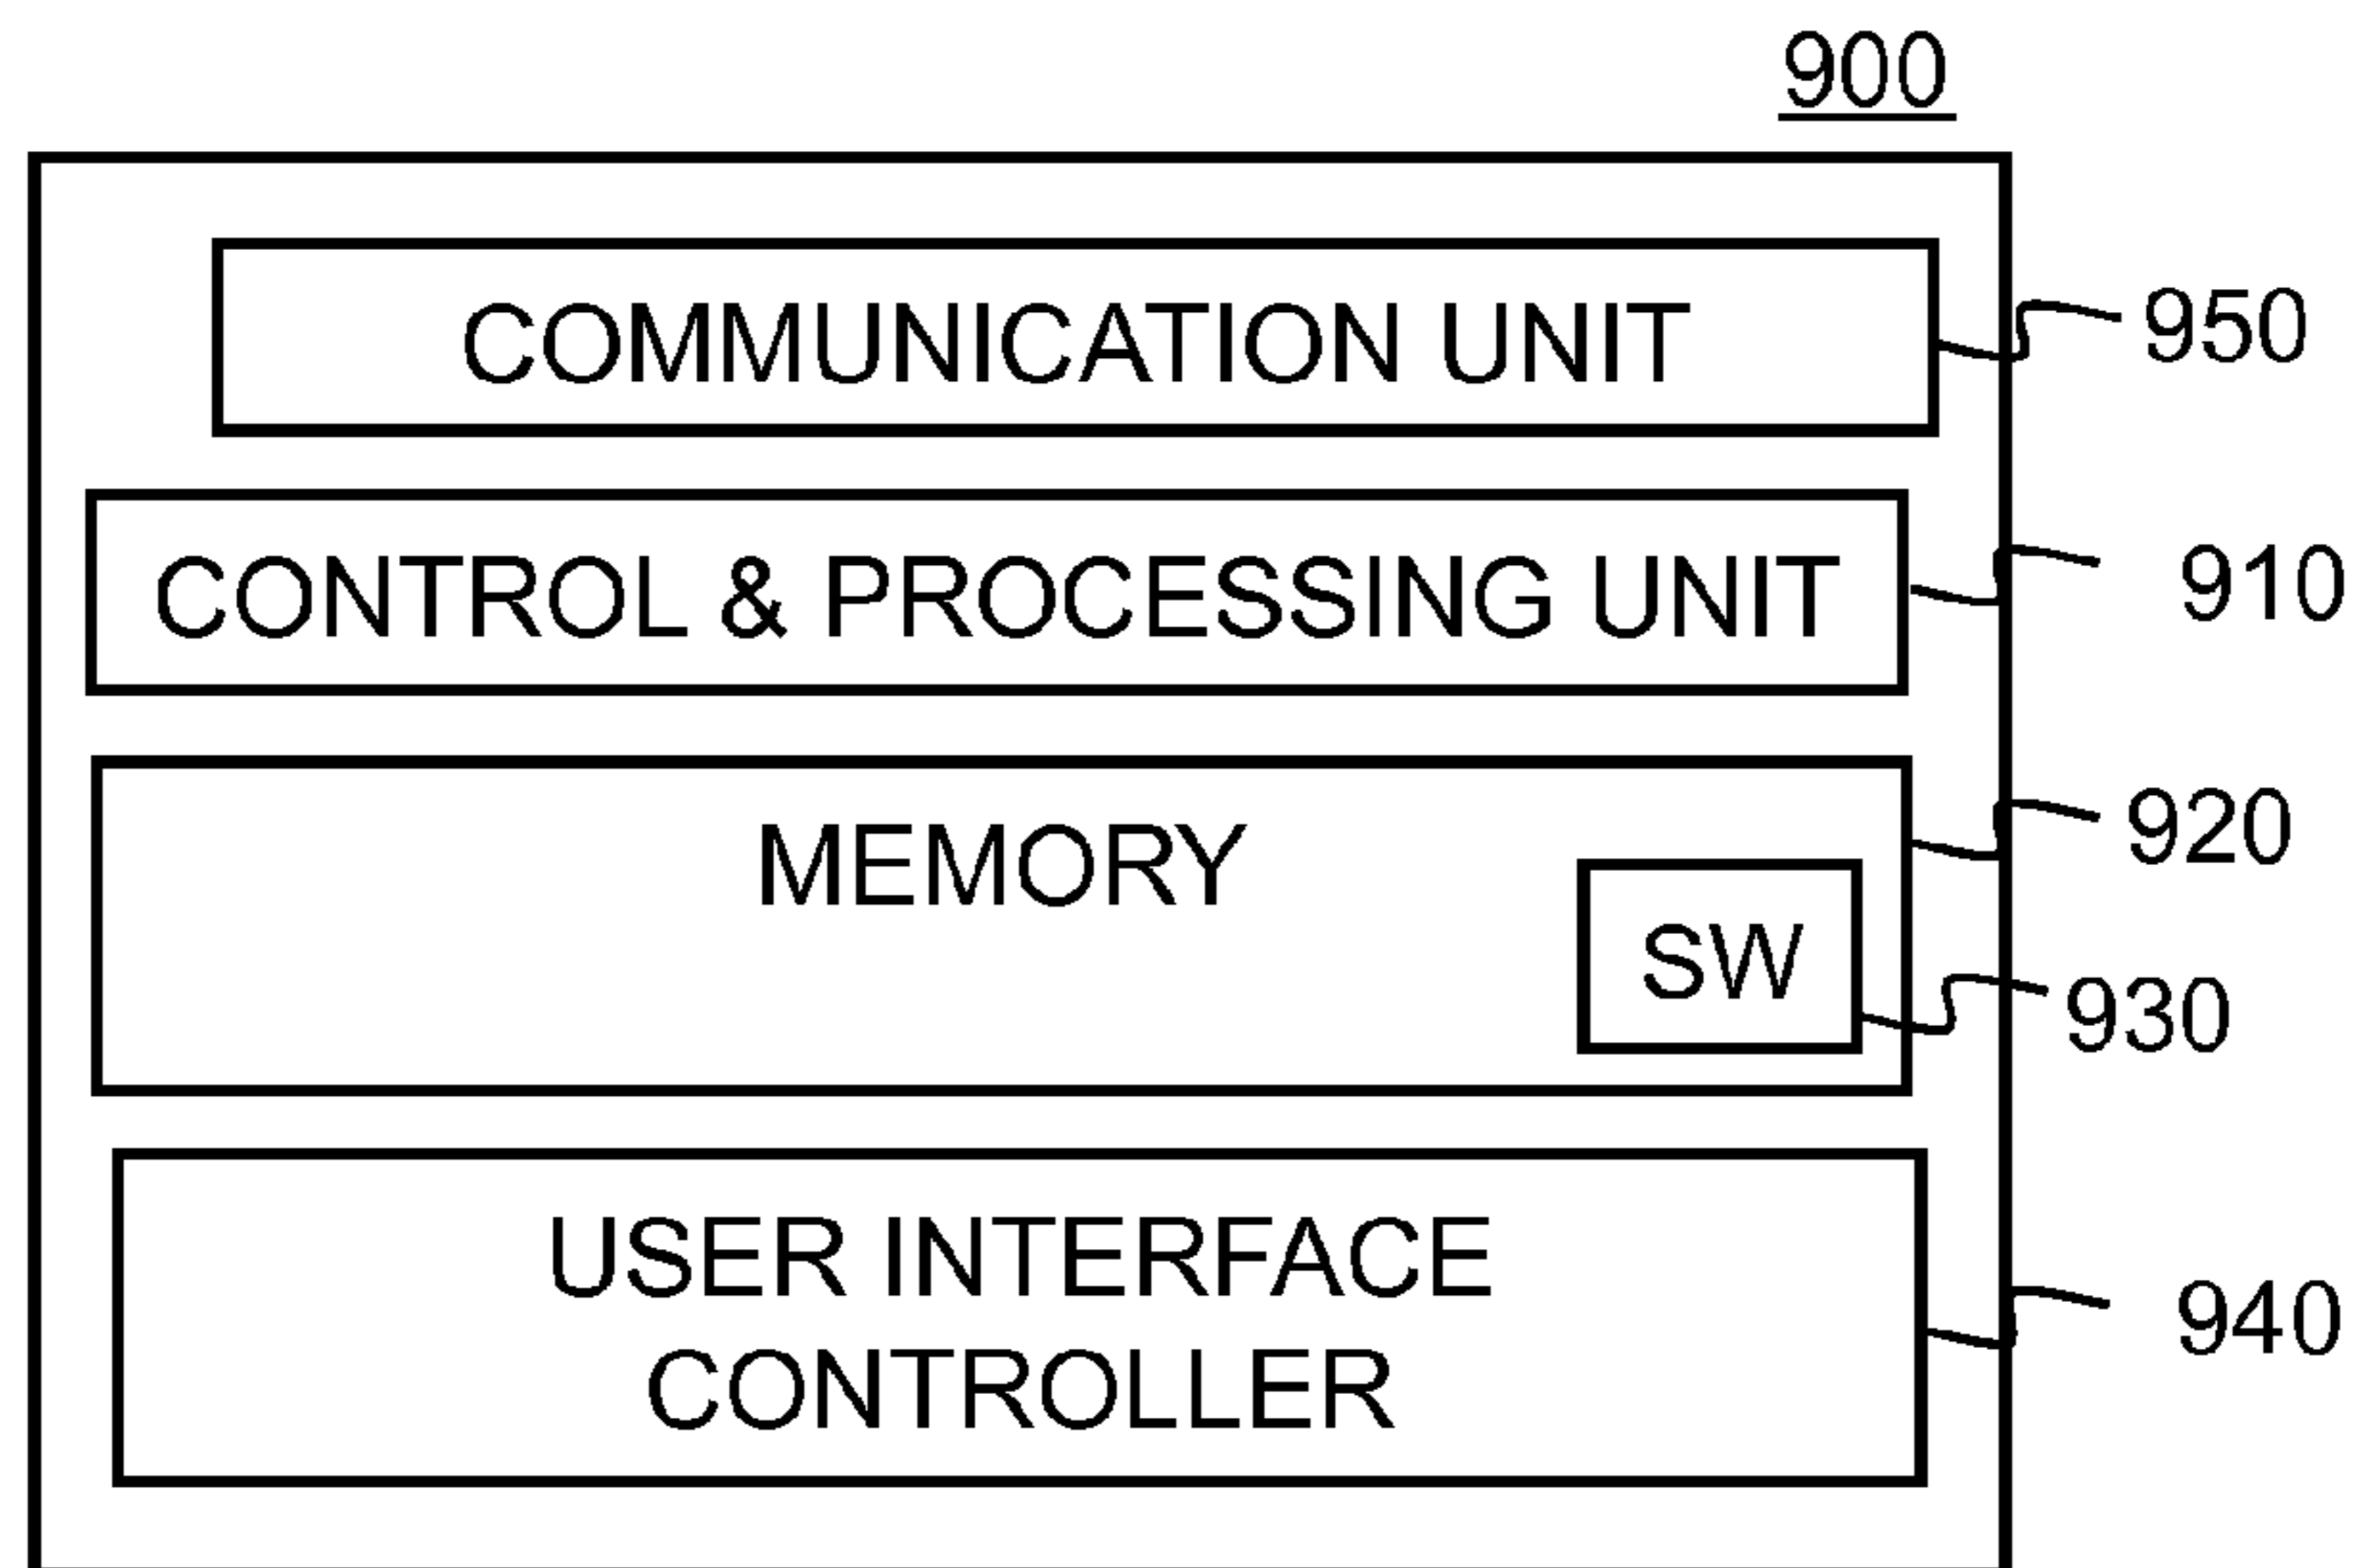 900
COMMUNICATION UNIT
950
CONTROL & PROCESSING UNIT
910
MEMORY
920
SW
930
USER INTERFACE
CONTROLLER
940